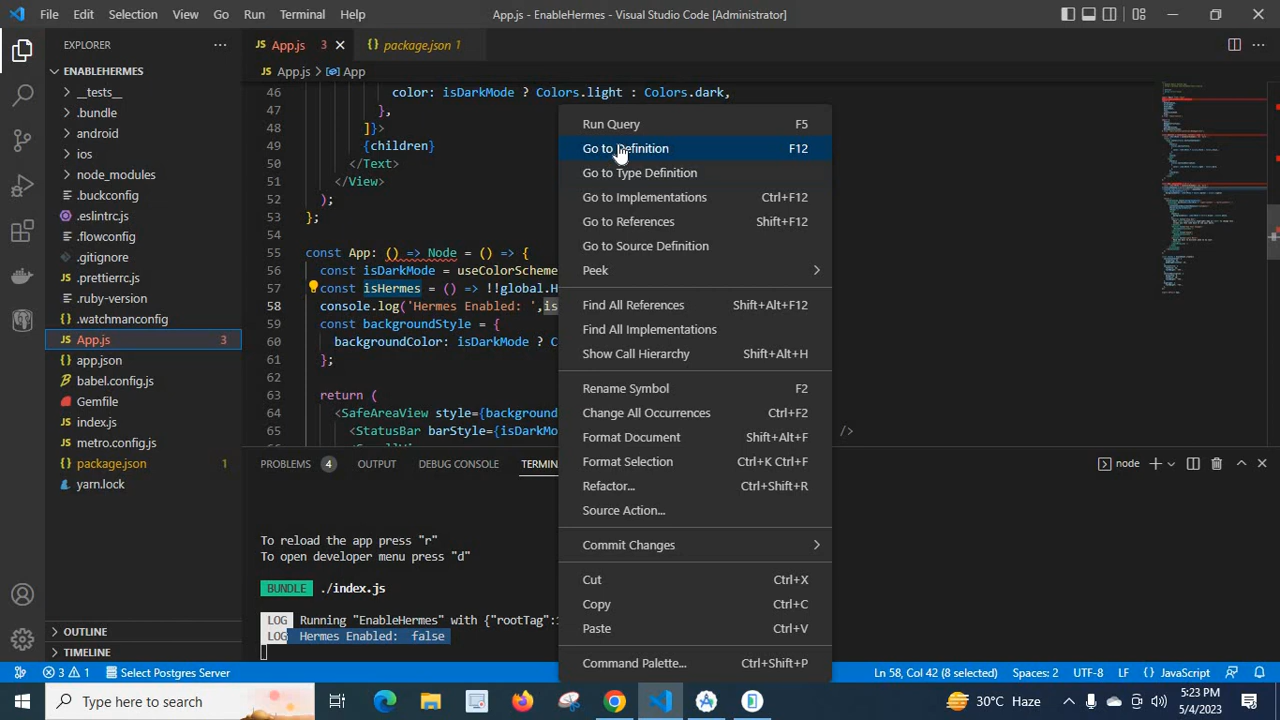 File Edit Selection View Go Run Terminal Help App.js - EnableHermes - Visual Studio Code [Administrator]
EXPLORER
ENABLEHERMES
__tests__
.bundle
android
ios
node_modules
.buckconfig
.eslintrc.js
.flowconfig
.gitignore
.prettierrc.js
.ruby-version
.watchmanconfig
JS App.js 3
{} app.json
babel.config.js
Gemfile
JS index.js
JS metro.config.js
{} package.json 1
yarn.lock
OUTLINE
TIMELINE
JS App.js 3 {} package.json 1
JS App.js > App
46 color: isDarkMode ? Colors.light : Colors.dark,
47 },
48 ]}>
49 {children}
50 </Text>
51 </View>
52 );
53 };
54
55 const App: () => Node = () => {
56 const isDarkMode = useColorScheme
57 const isHermes = () => !!global.H
58 console.log('Hermes Enabled: ',is
59 const backgroundStyle = {
60 backgroundColor: isDarkMode ? C
61 };
62
63 return (
64 <SafeAreaView style={background
65 <StatusBar barStyle={isDarkMo />
Run Query F5
Go to Definition F12
Go to Type Definition
Go to Implementations Ctrl+F12
Go to References Shift+F12
Go to Source Definition
Peek
Find All References Shift+Alt+F12
Find All Implementations
Show Call Hierarchy Shift+Alt+H
Rename Symbol F2
Change All Occurrences Ctrl+F2
Format Document Shift+Alt+F
Format Selection Ctrl+K Ctrl+F
Refactor... Ctrl+Shift+R
Source Action...
Commit Changes
Cut Ctrl+X
Copy Ctrl+C
Paste Ctrl+V
Command Palette... Ctrl+Shift+P
PROBLEMS 4 OUTPUT DEBUG CONSOLE TERMIN node
To reload the app press "r"
To open developer menu press "d"
BUNDLE ./index.js
LOG Running "EnableHermes" with {"rootTag":
LOG Hermes Enabled: false
3 1 Select Postgres Server Ln 58, Col 42 (8 selected) Spaces: 2 UTF-8 LF JavaScript
Type here to search 30°C Haze 5:23 PM
5/4/2023